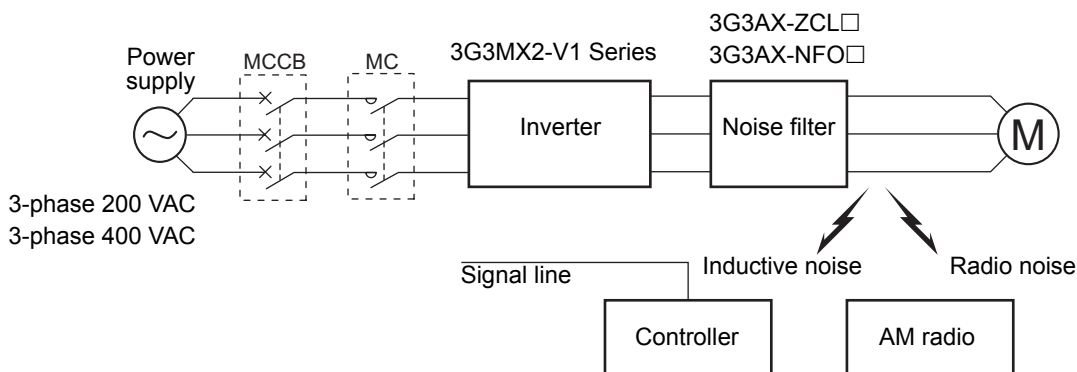 3G3AX-ZCL□
3G3AX-NFO□
Power
supply
MCCB
MC
3G3MX2-V1 Series
Inverter
Noise filter
M
3-phase 200 VAC
3-phase 400 VAC
Signal line
Inductive noise
Radio noise
Controller
AM radio